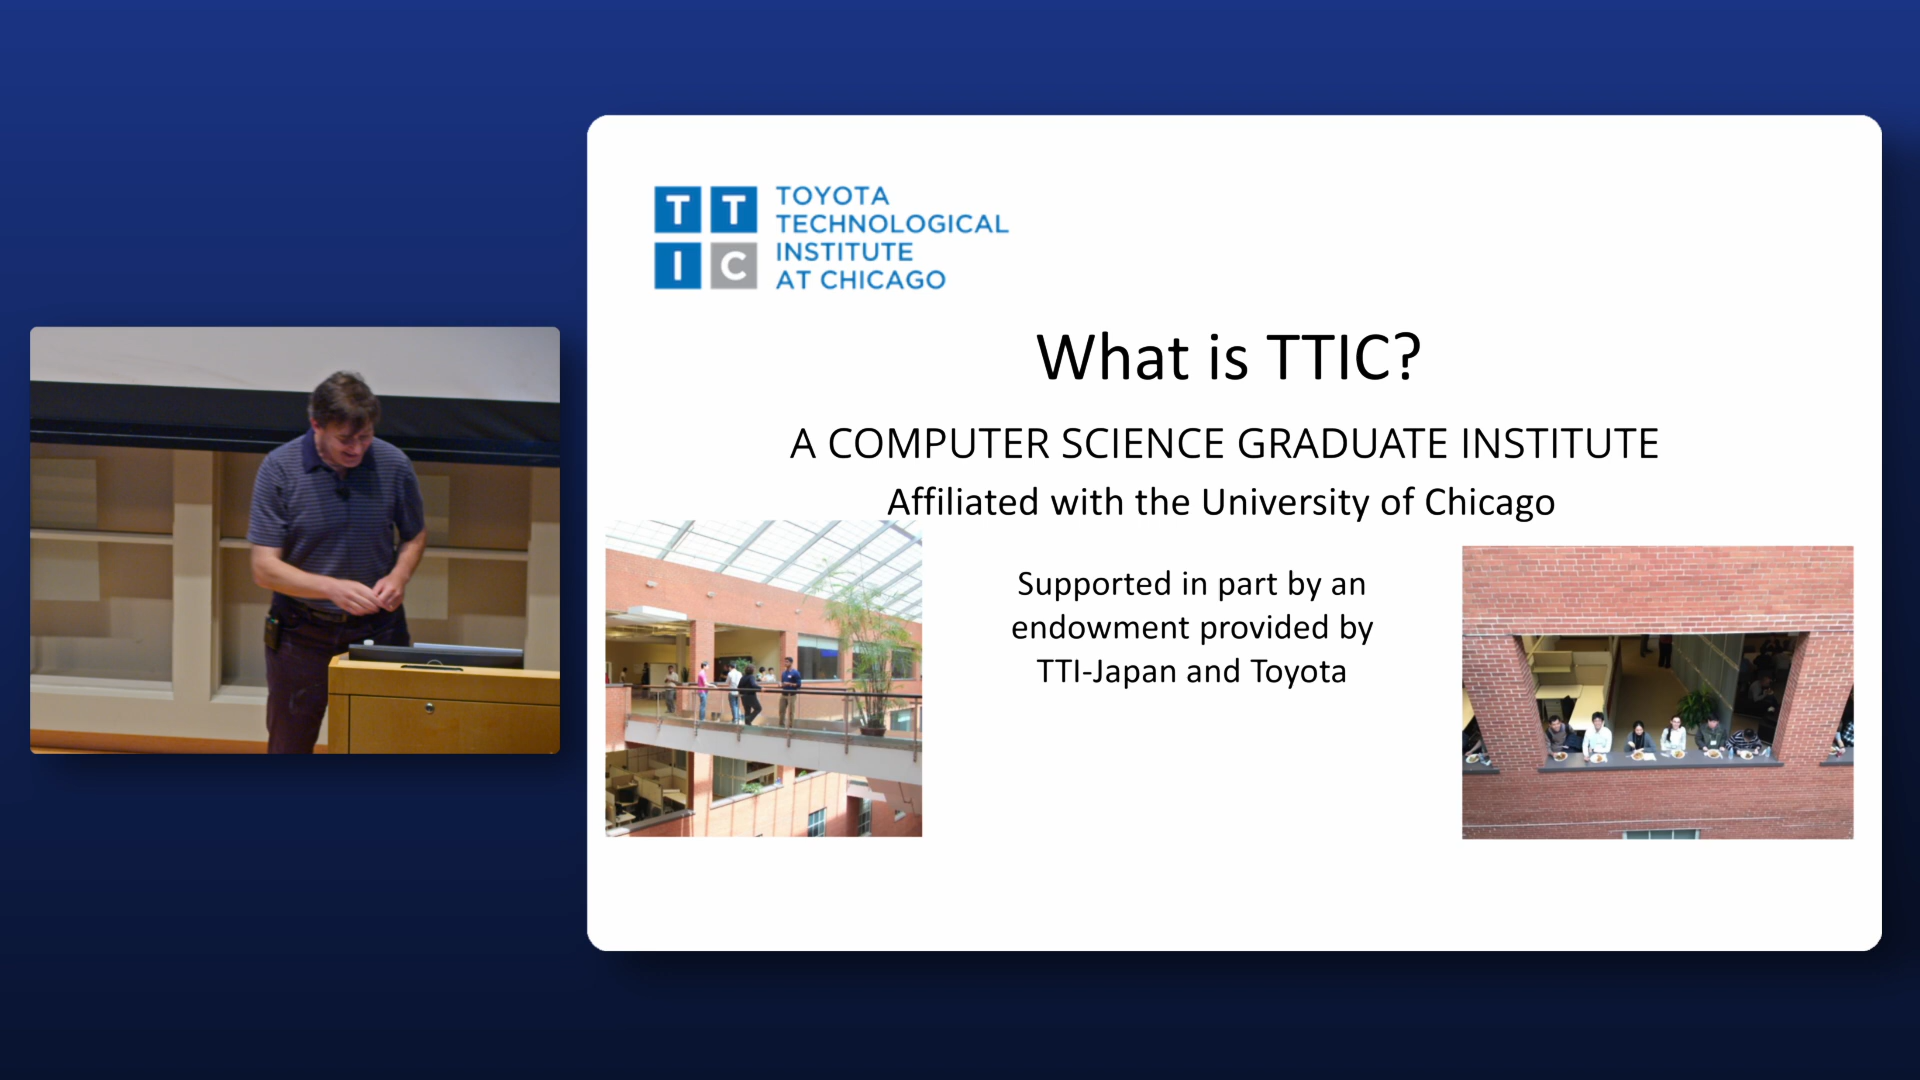 T T
I C
TOYOTA
TECHNOLOGICAL
INSTITUTE
AT CHICAGO
What is TTIC?
A COMPUTER SCIENCE GRADUATE INSTITUTE
Affiliated with the University of Chicago
Supported in part by an
endowment provided by
TTI-Japan and Toyota